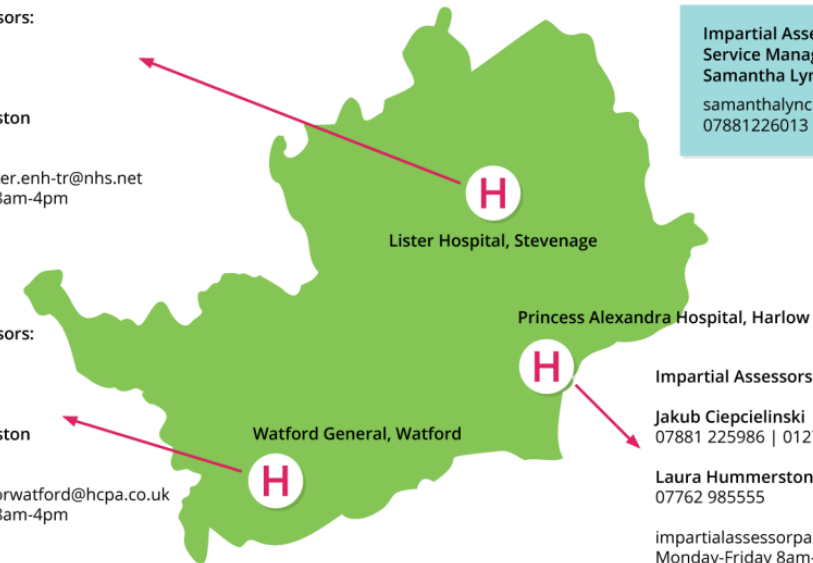 sors:
ston
er.enh-tr@nhs.net
8am-4pm
Impartial Asse
Service Manag
Samantha Lyn
samanthalync
07881226013
H
Lister Hospital, Stevenage
sors:
ston
orwatford@hcpa.co.uk
8am-4pm
Watford General, Watford
H
Princess Alexandra Hospital, Harlow
H
Impartial Assessors
Jakub Ciepcielinski
07881 225986 | 0127
Laura Hummerston
07762 985555
impartialassessorpa
Monday-Friday 8am-